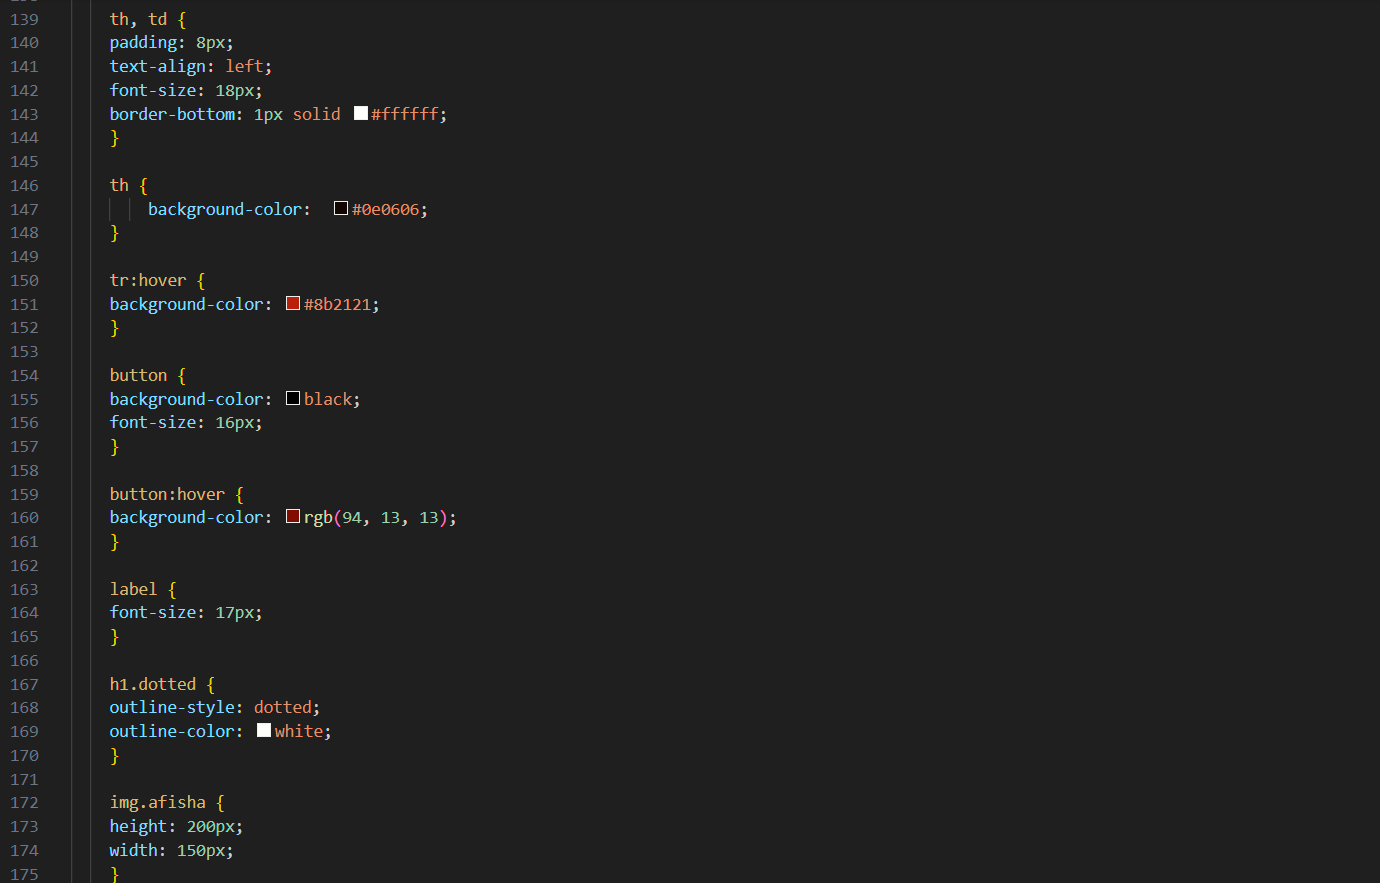 139 th, td {
140 padding: 8px;
141 text-align: left;
142 font-size: 18px;
143 border-bottom: 1px solid #ffffff;
144 }
145
146 th {
147 background-color: #0e0606;
148 }
149
150 tr:hover {
151 background-color: #8b2121;
152 }
153
154 button {
155 background-color: black;
156 font-size: 16px;
157 }
158
159 button:hover {
160 background-color: rgb(94, 13, 13);
161 }
162
163 label {
164 font-size: 17px;
165 }
166
167 h1.dotted {
168 outline-style: dotted;
169 outline-color: white;
170 }
171
172 img.afisha {
173 height: 200px;
174 width: 150px;
175 }